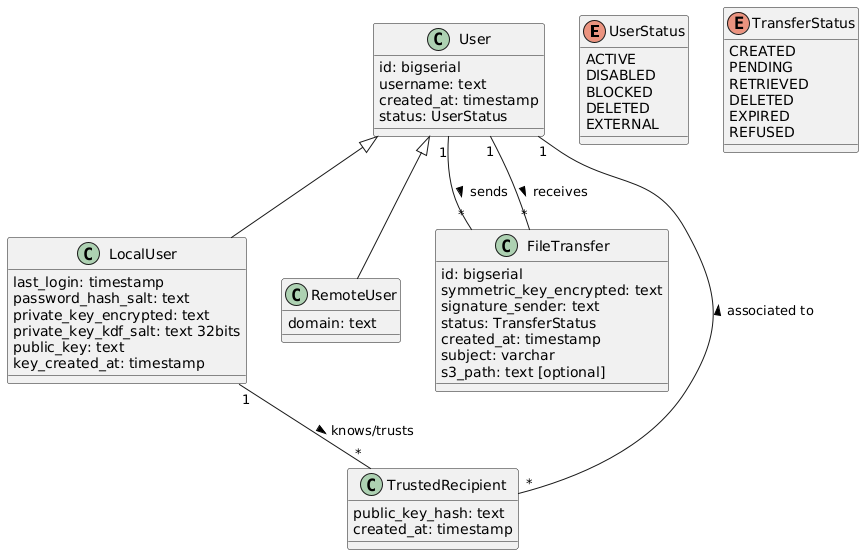 C User
id: bigserial
username: text
created_at: timestamp
status: UserStatus
E UserStatus
ACTIVE
DISABLED
BLOCKED
DELETED
EXTERNAL
E TransferStatus
CREATED
PENDING
RETRIEVED
DELETED
EXPIRED
REFUSED
1
1
1
sends
receives
*
*
C LocalUser
last_login: timestamp
password_hash_salt: text
private_key_encrypted: text
private_key_kdf_salt: text 32bits
public_key: text
key_created_at: timestamp
C RemoteUser
domain: text
C FileTransfer
id: bigserial
symmetric_key_encrypted: text
signature_sender: text
status: TransferStatus
created_at: timestamp
subject: varchar
s3_path: text [optional]
associated to
1
knows/trusts
*
*
C TrustedRecipient
public_key_hash: text
created_at: timestamp